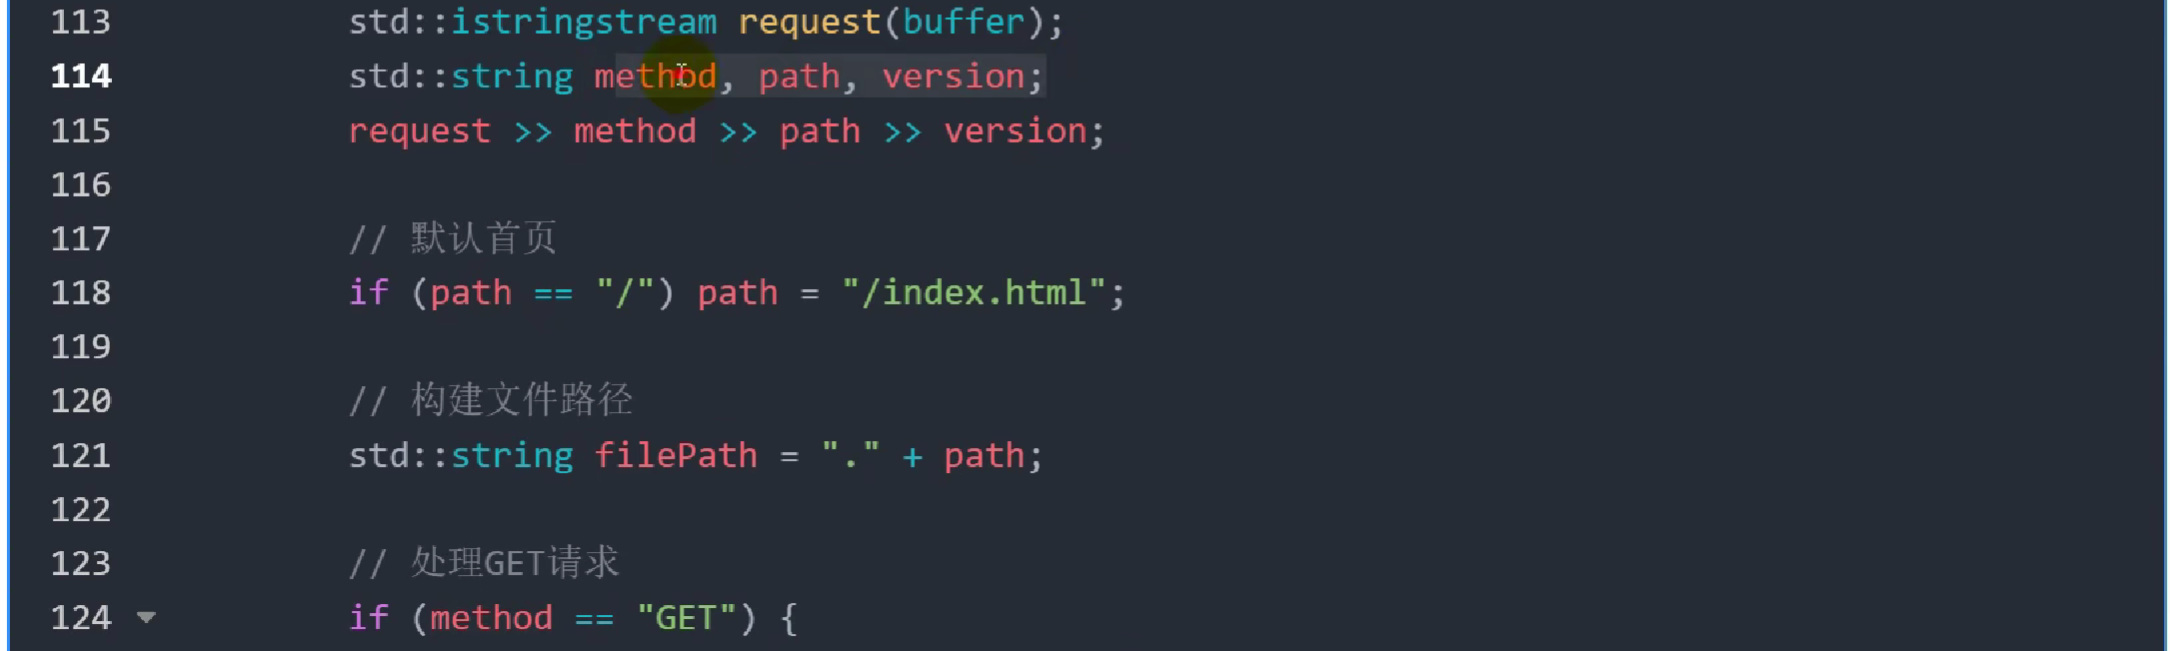 113 std::istringstream request(buffer);
114 std::string method, path, version;
115 request >> method >> path >> version;
116
117 // 默认首页
118 if (path == "/") path = "/index.html";
119
120 // 构建文件路径
121 std::string filePath = "." + path;
122
123 // 处理GET请求
124 if (method == "GET") {